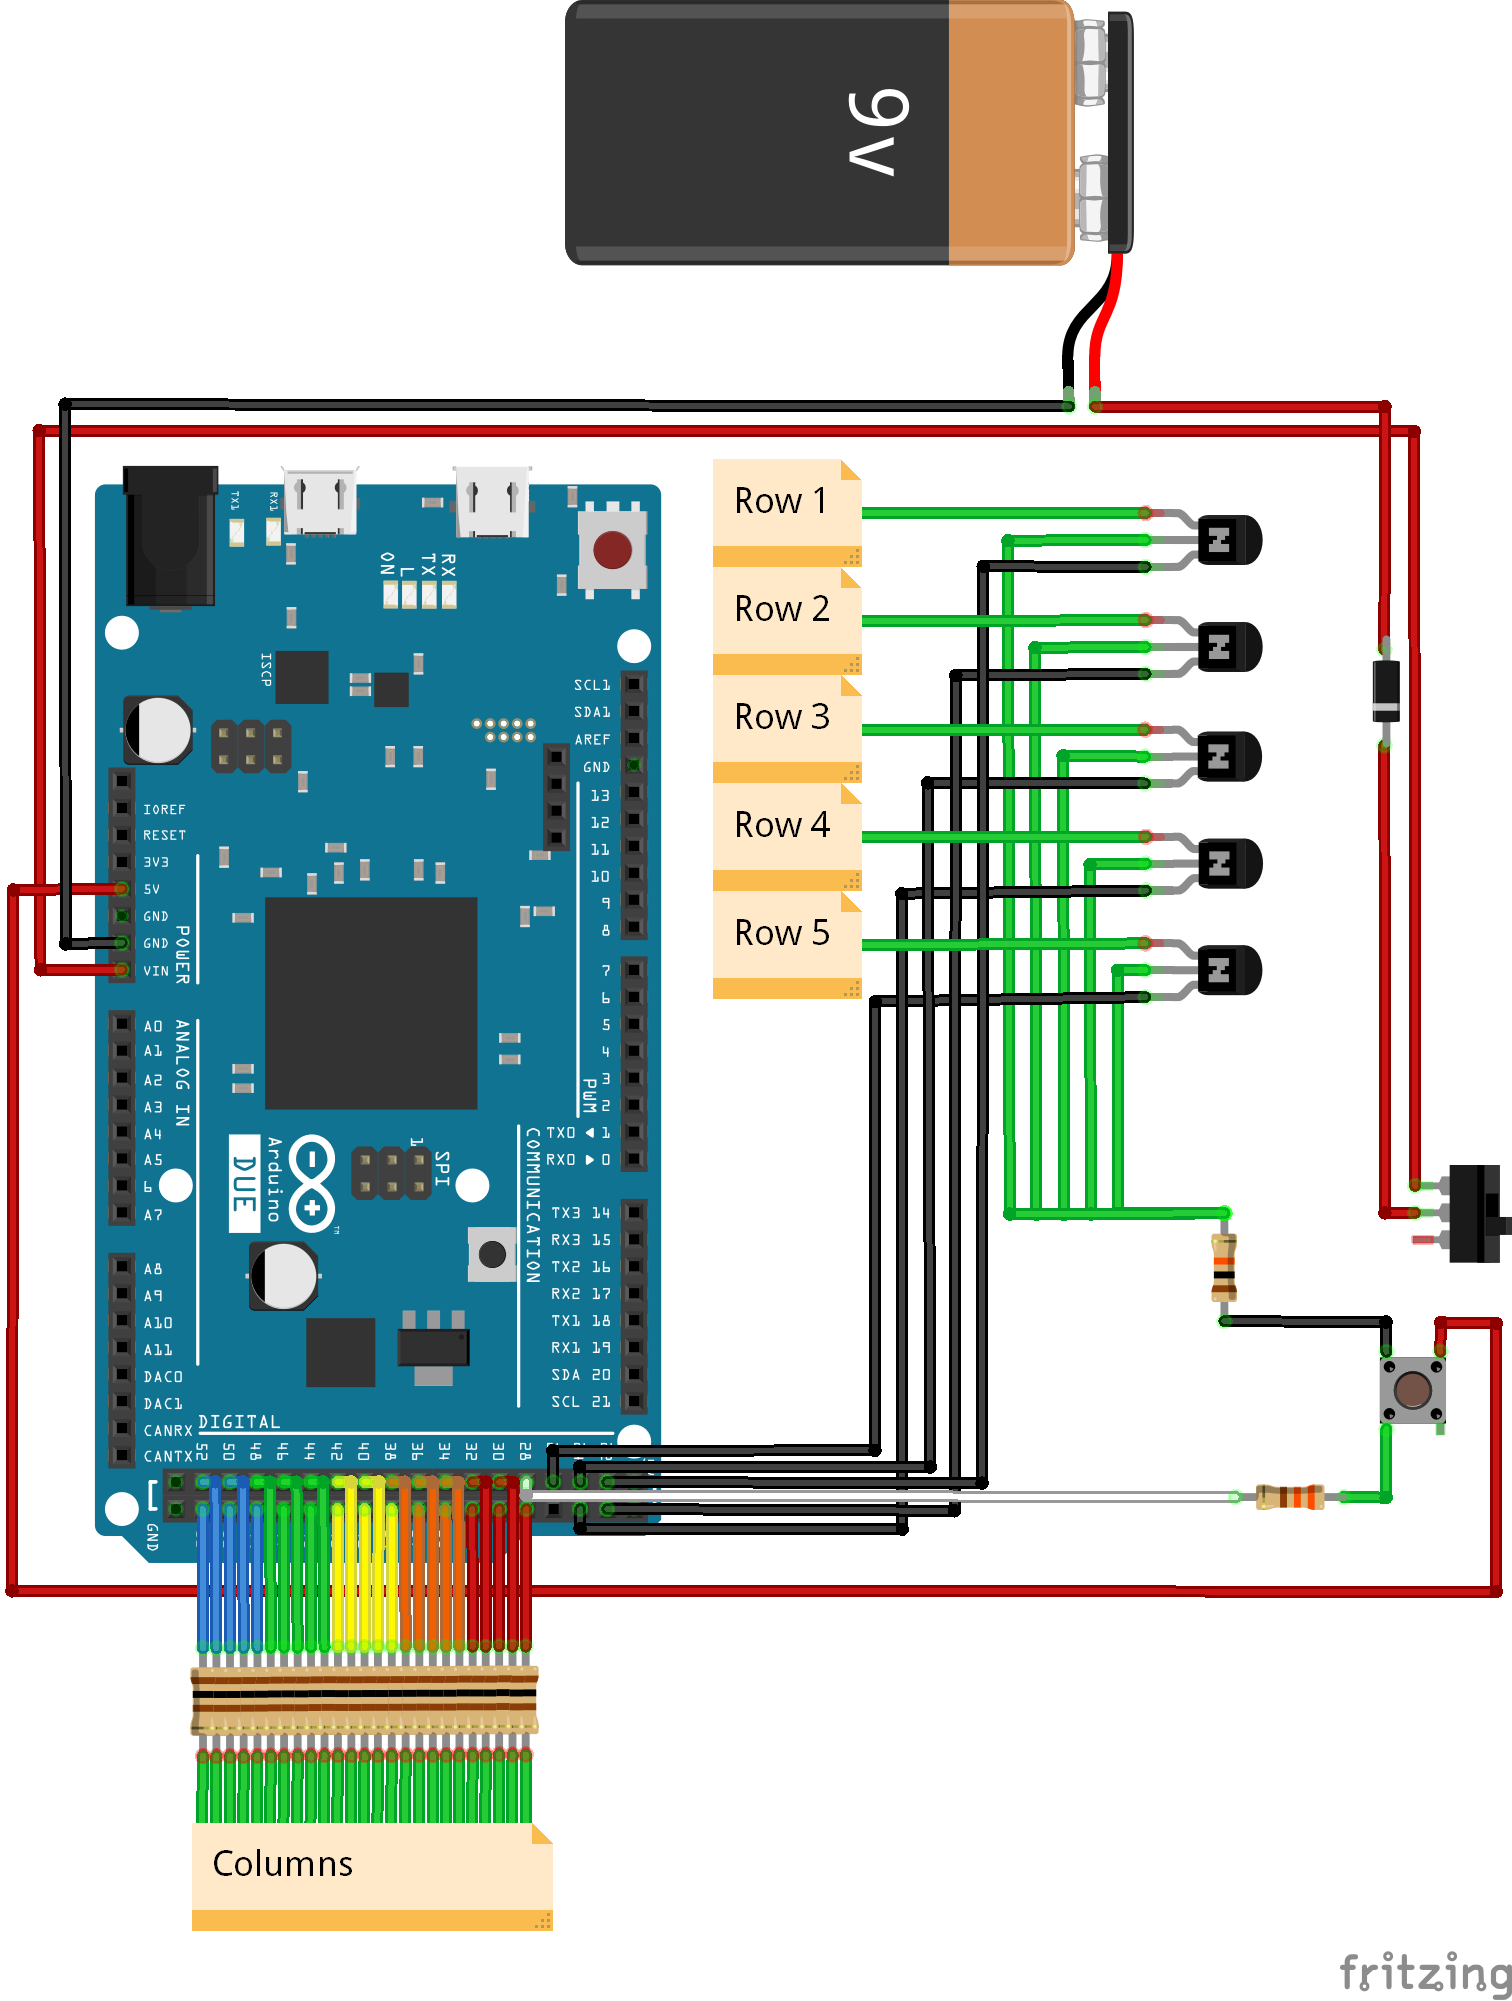 9v
Row 1
Row 2
Row 3
Row 4
Row 5
TX1
RX1
ON
L
TX
RX
ISCP
SCL1
SDA1
AREF
GND
13
12
11
10
9
8
7
6
5
4
3
2
TX0 ◄ 1
RX0 ► 0
PWM
IOREF
RESET
3V3
5V
GND
GND
VIN
POWER
A0
A1
A2
A3
A4
A5
6
A7
ANALOG IN
A8
A9
A10
A11
DAC0
DAC1
CANRX
CANTX
DUE
Arduino
TM
1
SPI
COMMUNICATION
TX3 14
RX3 15
TX2 16
RX2 17
TX1 18
RX1 19
SDA 20
SCL 21
DIGITAL
52
50
48
46
44
42
40
38
36
34
32
30
28
GND
Columns
fritzing